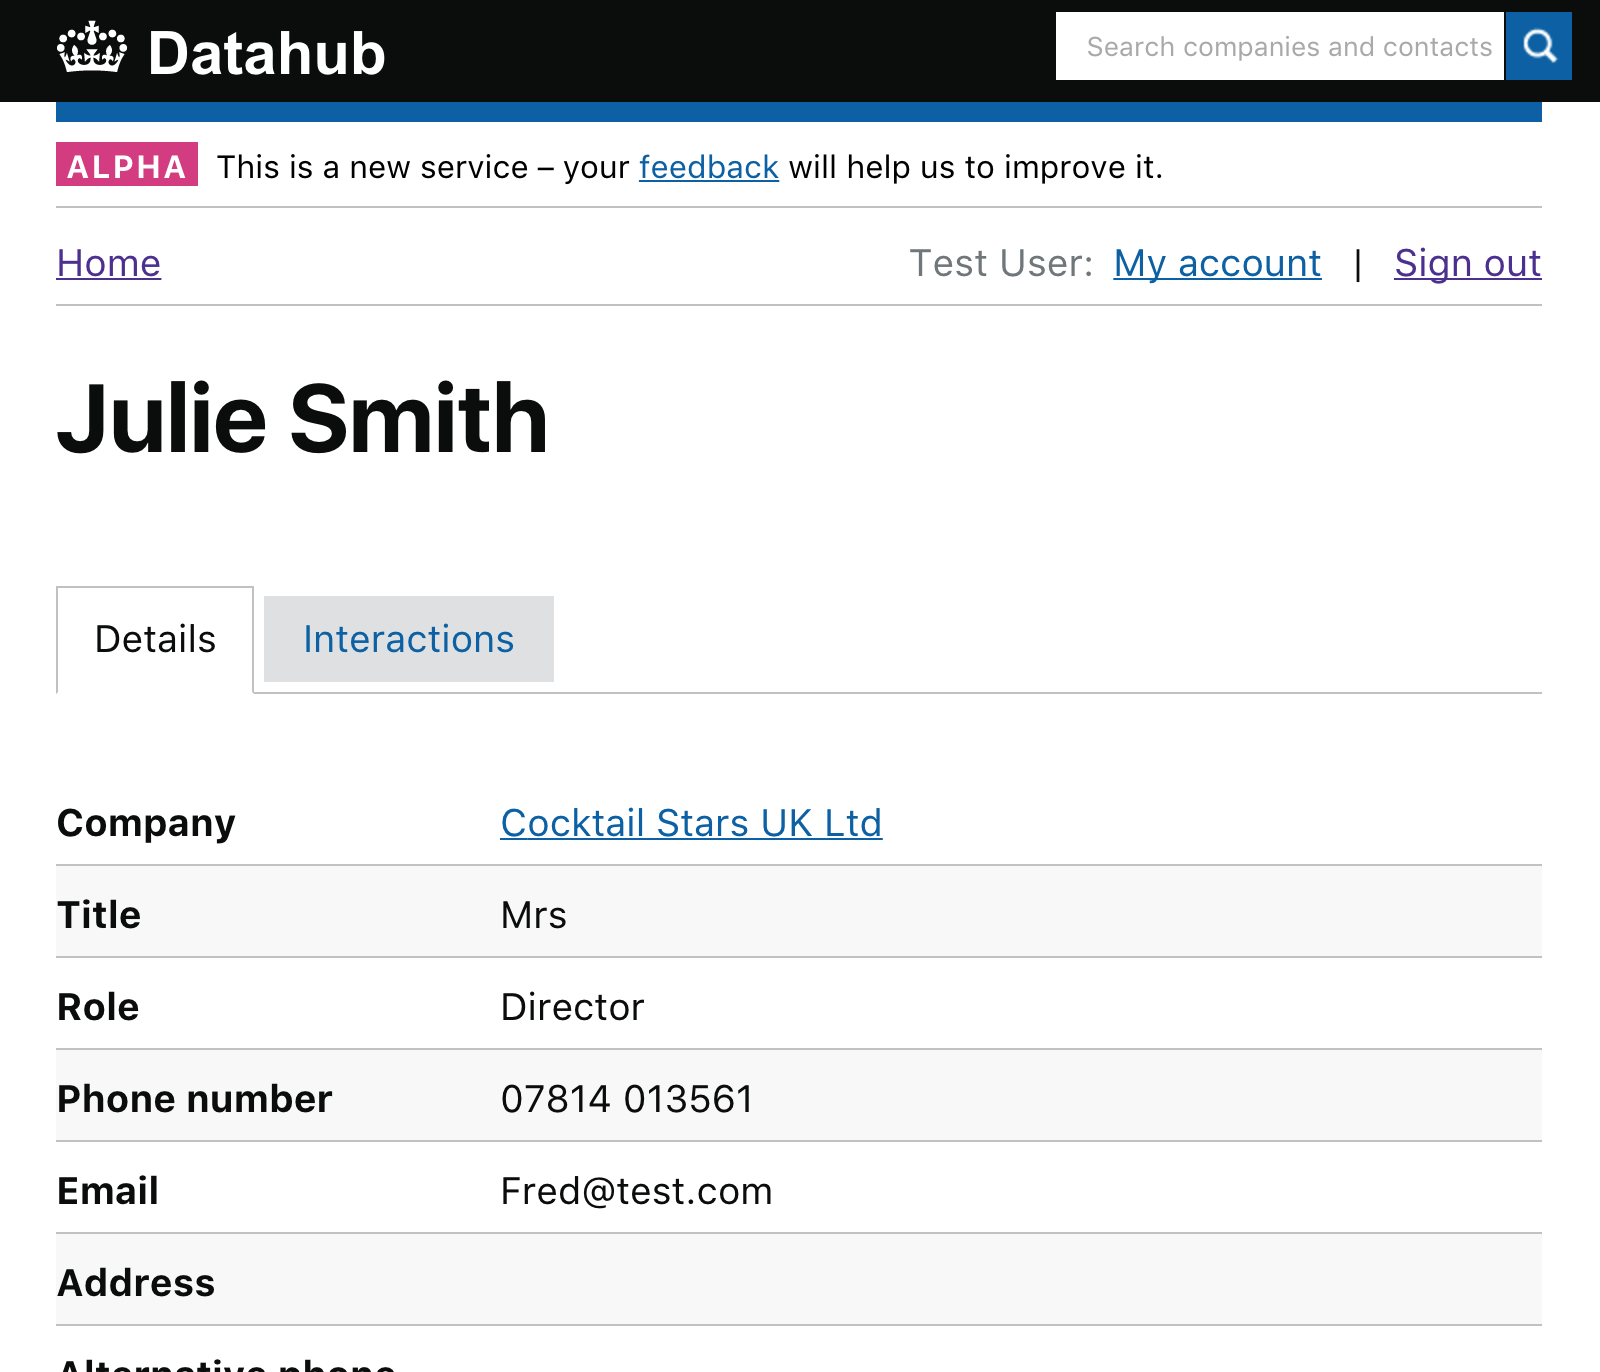 Datahub
Search companies and contacts
ALPHA This is a new service – your feedback will help us to improve it.
Home
Test User: My account | Sign out
Julie Smith
Details
Interactions
Company Cocktail Stars UK Ltd
Title Mrs
Role Director
Phone number 07814 013561
Email Fred@test.com
Address
Alternative phone